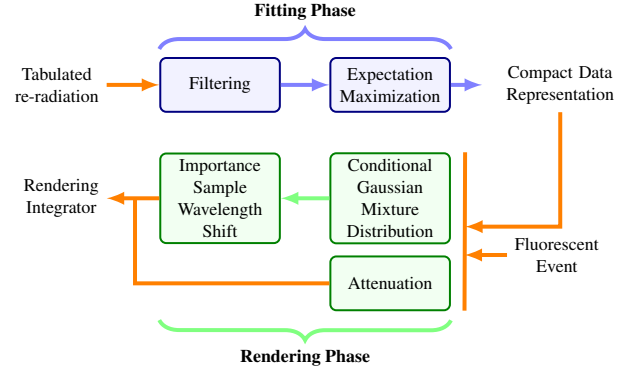 Fitting Phase
Tabulated
re-radiation
Filtering
Expectation
Maximization
Compact Data
Representation
Rendering
Integrator
Importance
Sample
Wavelength
Shift
Conditional
Gaussian
Mixture
Distribution
Fluorescent
Event
Attenuation
Rendering Phase